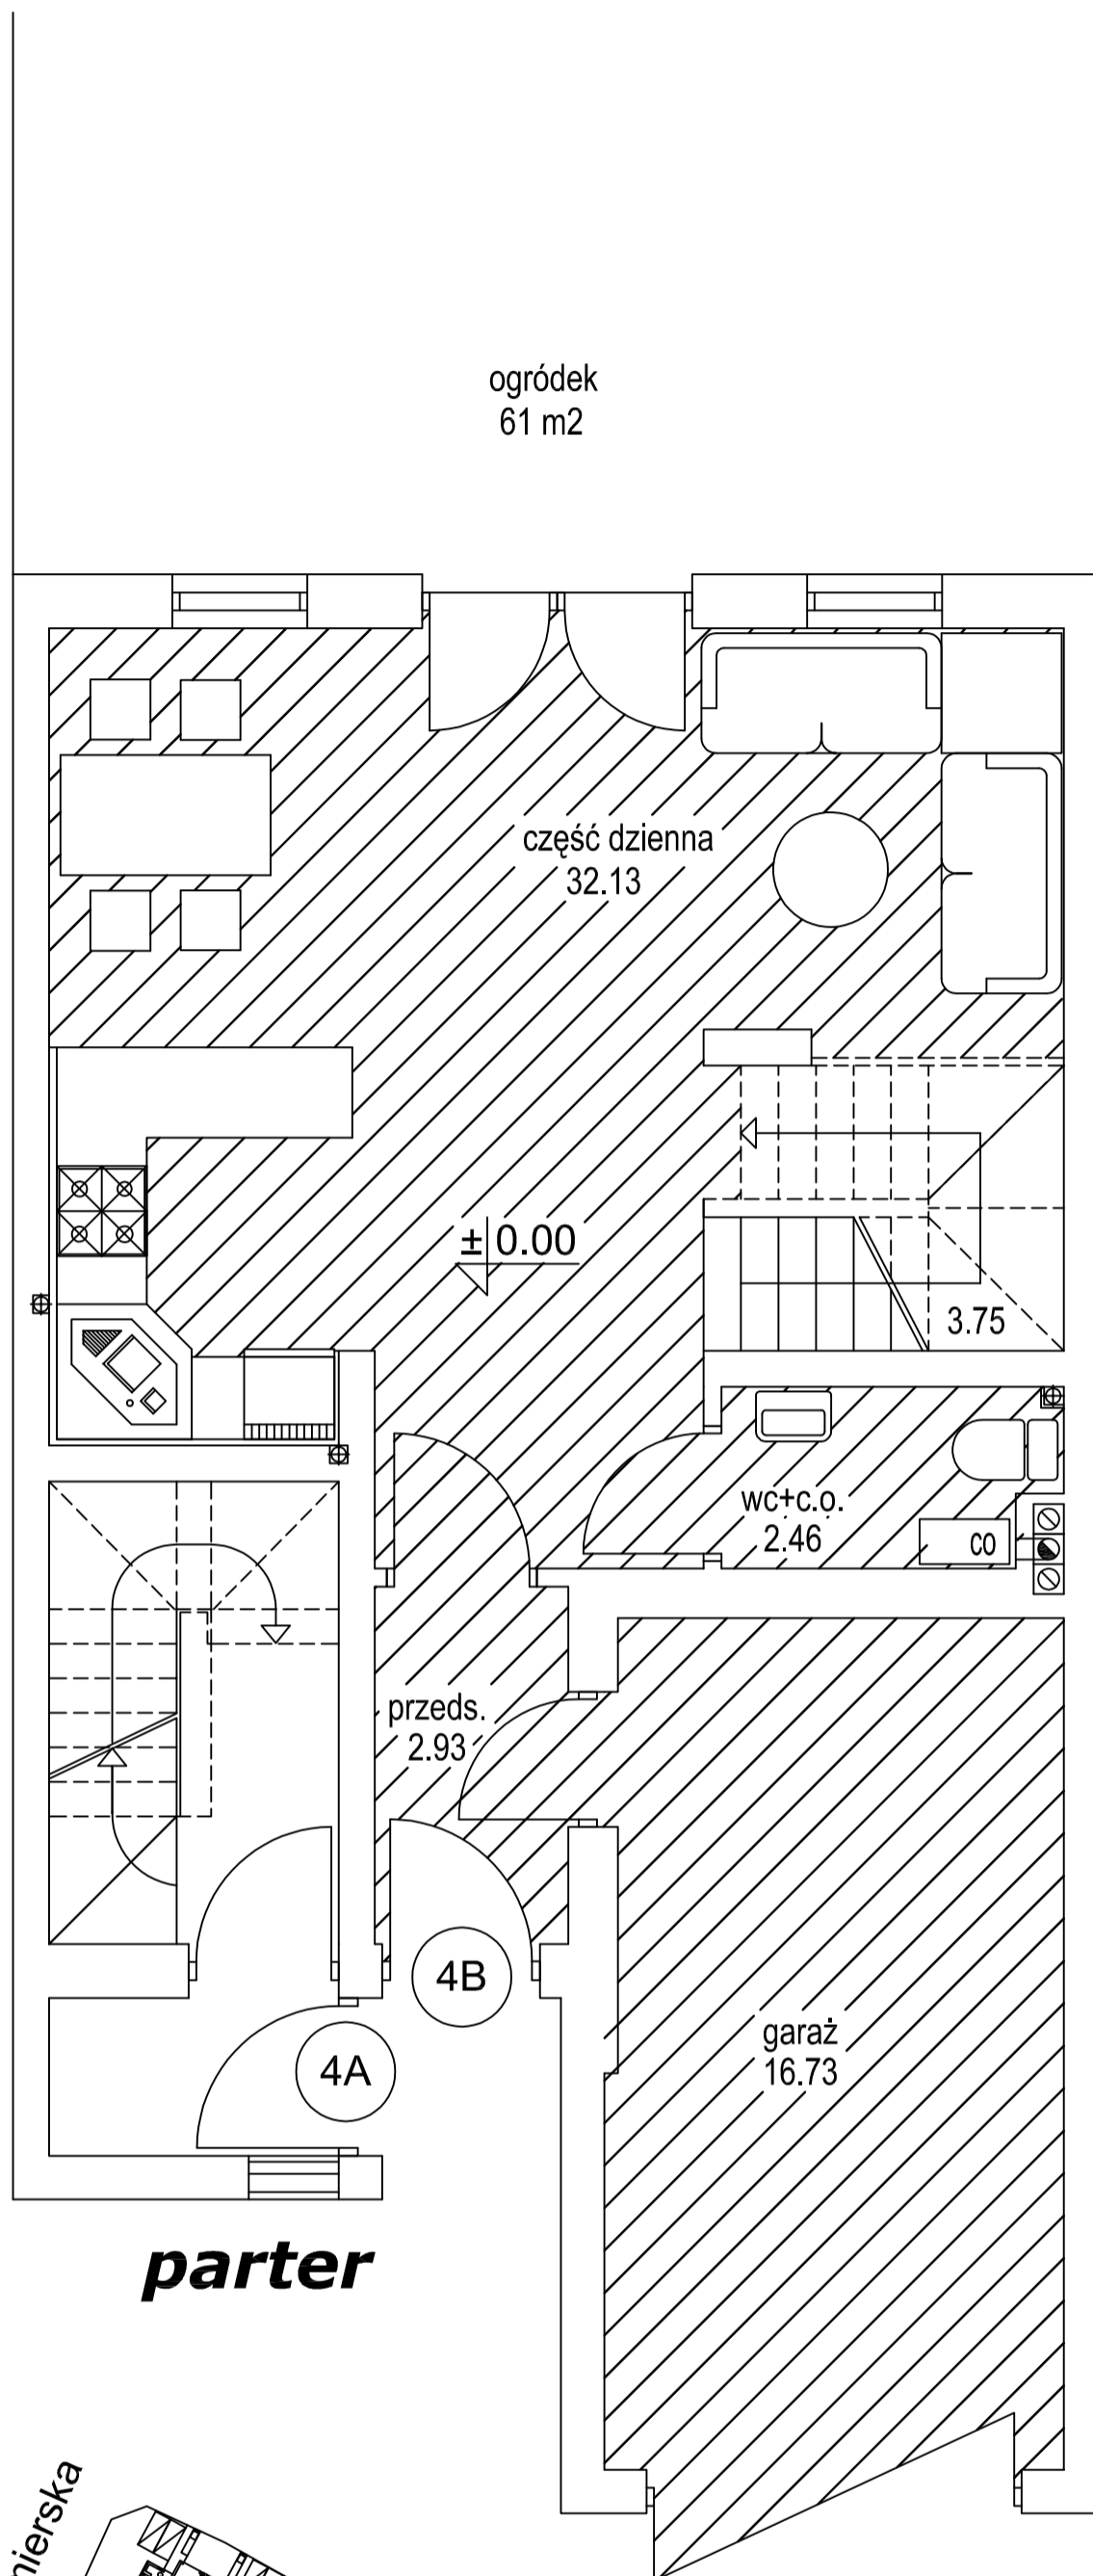 ogródek
61 m2
część dzienna
32.13
± 0.00
3.75
wc+c.o.
2.46
CO
przeds.
2.93
4B
4A
garaż
16.73
parter